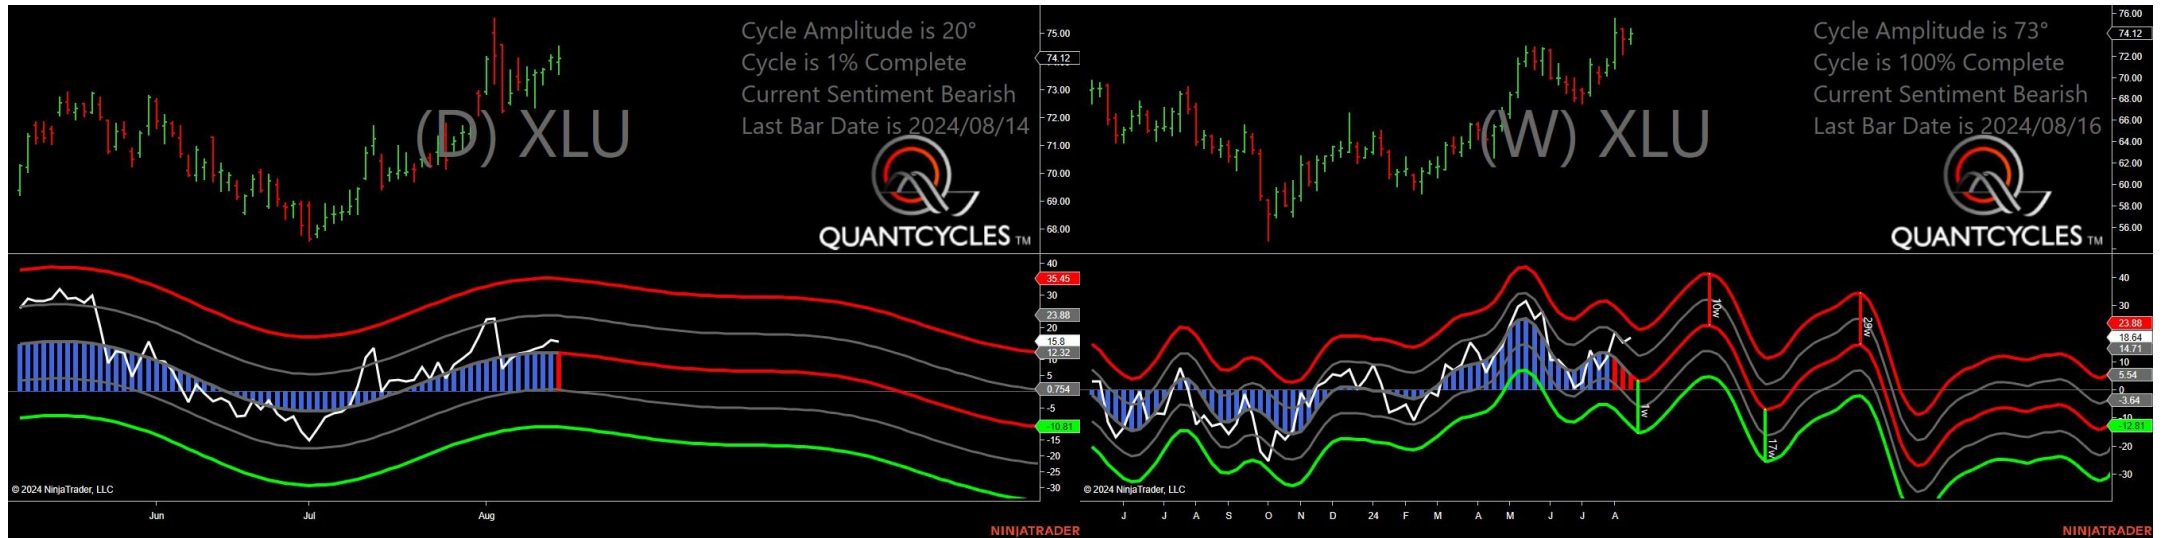 Cycle Amplitude is 20°
Cycle is 1% Complete
Current Sentiment Bearish
Last Bar Date is 2024/08/14
(D) XLU
QUANTCYCLES TM
75.00
74.12
73.00
72.00
71.00
70.00
69.00
68.00
40
35.45
30
23.88
20
15.8
12.32
10
5
0.754
-5
-10.81
-15
-20
-25
-30
© 2024 NinjaTrader, LLC
Jun
Jul
Aug
NINJATRADER
Cycle Amplitude is 73°
Cycle is 100% Complete
Current Sentiment Bearish
Last Bar Date is 2024/08/16
(W) XLU
QUANTCYCLES TM
76.00
74.12
72.00
70.00
68.00
66.00
64.00
62.00
60.00
58.00
56.00
40
30
23.88
18.64
14.71
10
5.54
0
-3.64
-10
-12.81
-20
-30
10w
29w
1w
17w
© 2024 NinjaTrader, LLC
J
J
A
S
O
N
D
24
F
M
A
M
J
J
A
NINJATRADER